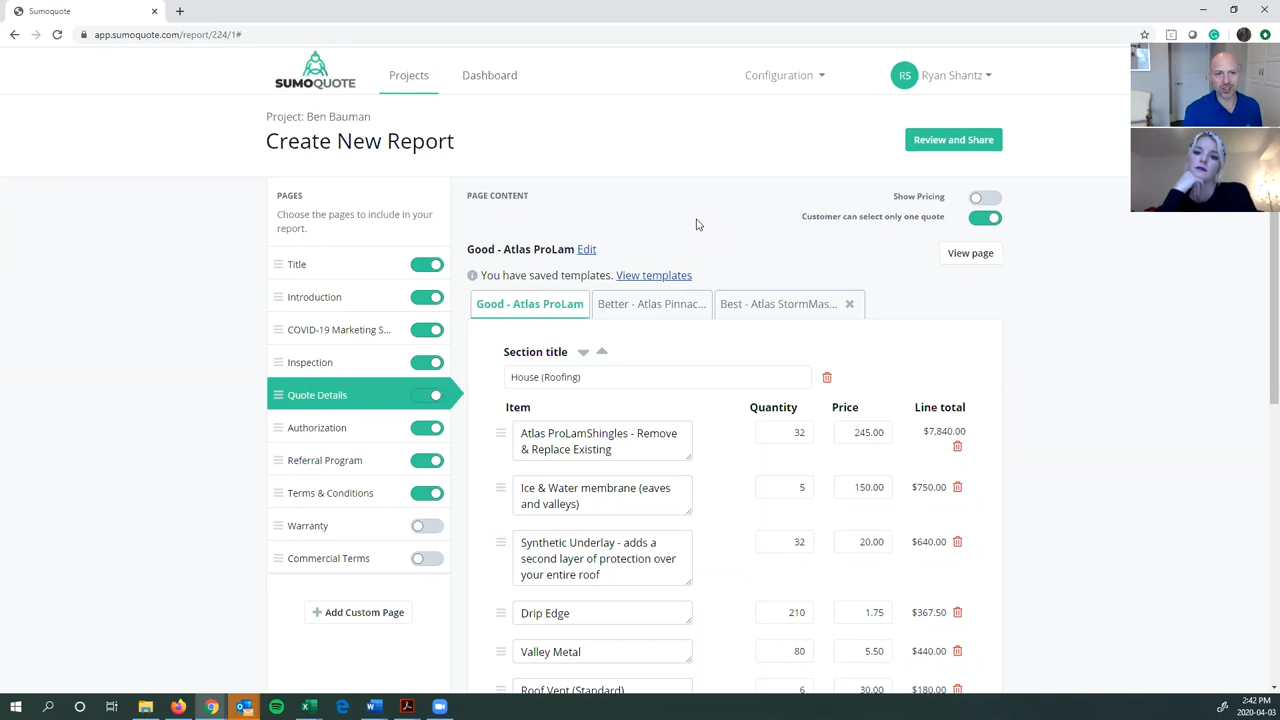 Sumoquote
app.sumoquote.com/report/224/1#
SUMOQUOTE
Projects
Dashboard
Configuration
RS
Ryan Shantz
Project: Ben Bauman
Create New Report
Review and Share
PAGES
Choose the pages to include in your
report.
Title
Introduction
COVID-19 Marketing S...
Inspection
Quote Details
Authorization
Referral Program
Terms & Conditions
Warranty
Commercial Terms
+ Add Custom Page
PAGE CONTENT
Show Pricing
Customer can select only one quote
Good - Atlas ProLam Edit
View page
You have saved templates. View templates
Good - Atlas ProLam
Better - Atlas Pinnac...
Best - Atlas StormMas...
Section title
House (Roofing)
Item Quantity Price Line total
Atlas ProLamShingles - Remove
& Replace Existing
32 245.00 $7,840.00
Ice & Water membrane (eaves
and valleys)
5 150.00 $750.00
Synthetic Underlay - adds a
second layer of protection over
your entire roof
32 20.00 $640.00
Drip Edge 210 1.75 $367.50
Valley Metal 80 5.50 $440.00
Roof Vent (Standard) 6 30.00 $180.00
2:42 PM
2020-04-03